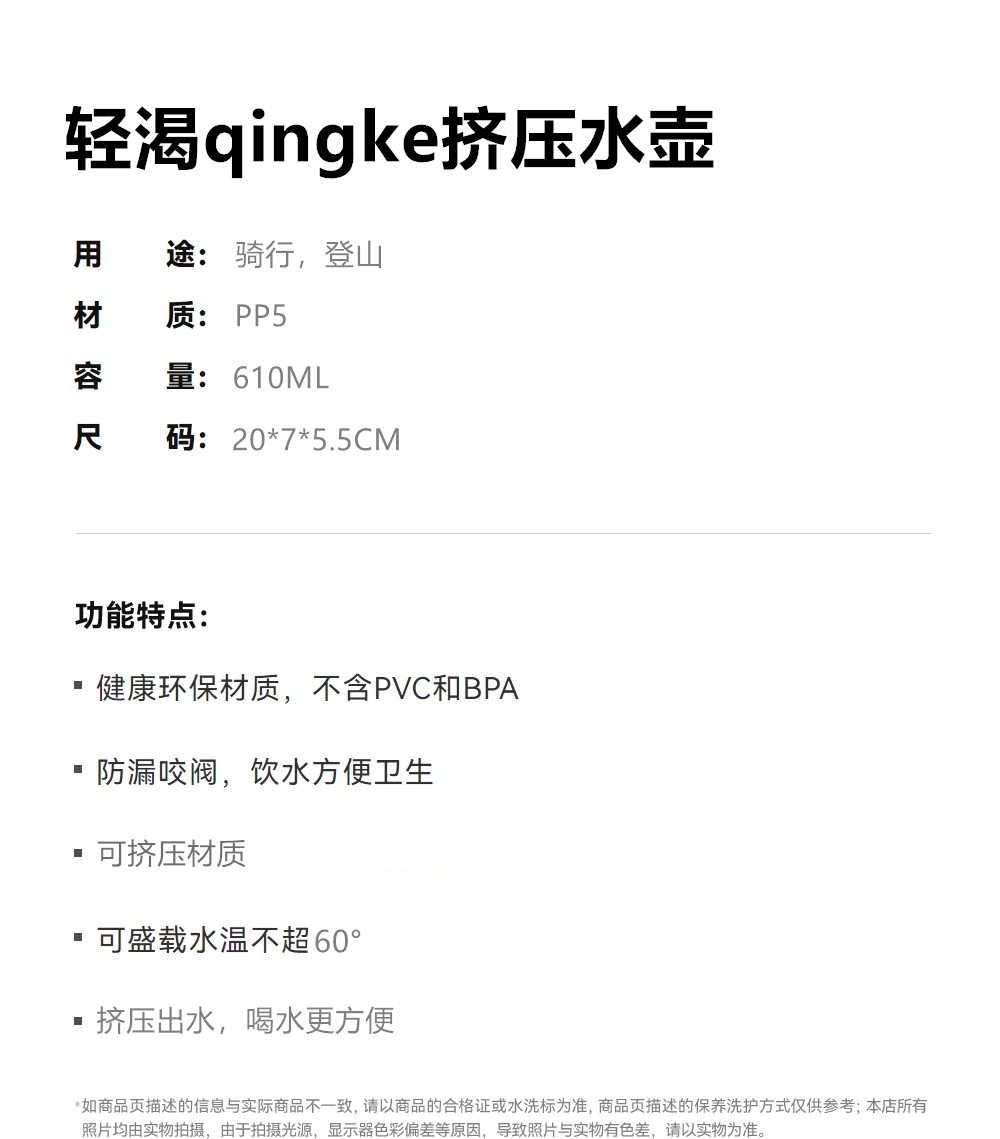 轻渴qingke挤压水壶
用 途：骑行，登山
材 质：PP5
容 量：610ML
尺 码：20*7*5.5CM
功能特点：
▪ 健康环保材质，不含PVC和BPA
▪ 防漏咬阀，饮水方便卫生
▪ 可挤压材质
▪ 可盛载水温不超60°
▪ 挤压出水，喝水更方便
*如商品页描述的信息与实际商品不一致, 请以商品的合格证或水洗标为准, 商品页描述的保养洗护方式仅供参考; 本店所有
照片均由实物拍摄，由于拍摄光源，显示器色彩偏差等原因，导致照片与实物有色差，请以实物为准。